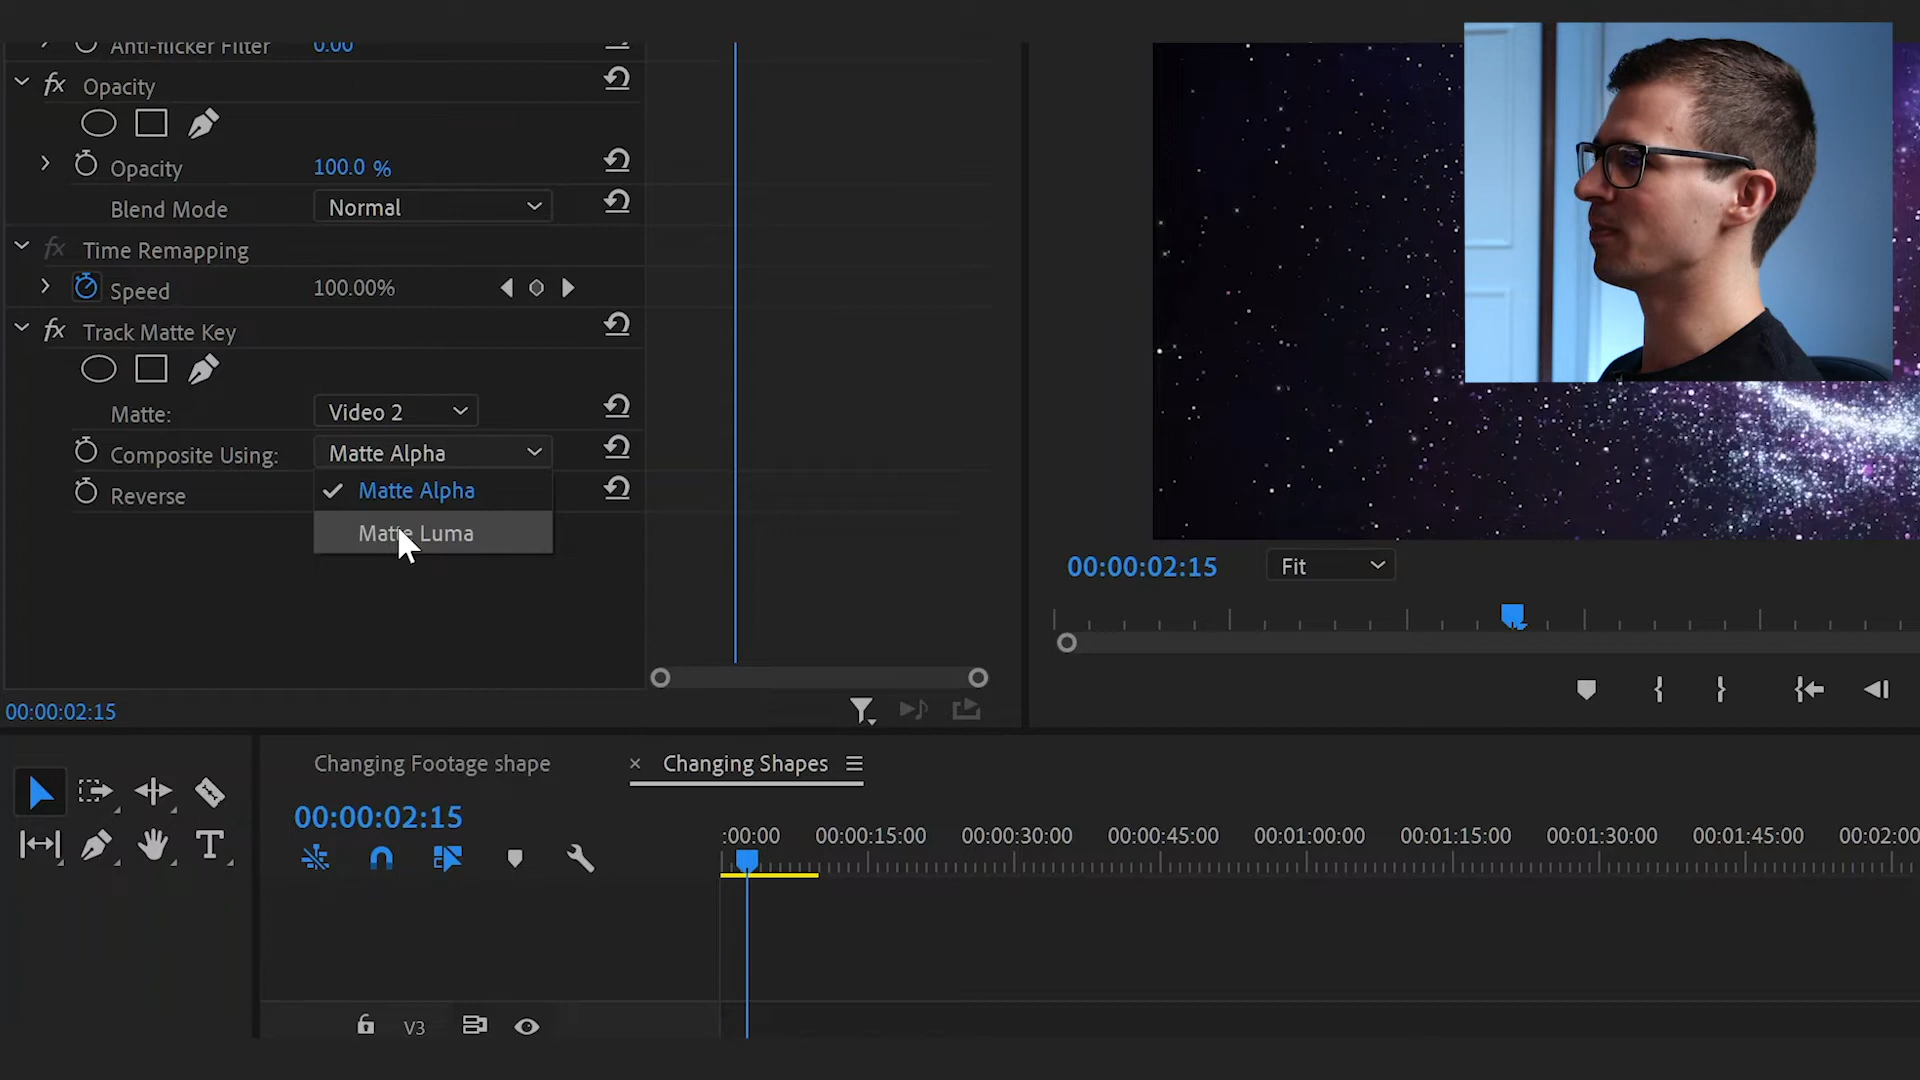 Anti-flicker Filter 0.00
fx Opacity
Opacity 100.0 %
Blend Mode Normal
fx Time Remapping
Speed 100.00%
fx Track Matte Key
Matte: Video 2
Composite Using: Matte Alpha
Matte Alpha
Reverse
Matte Luma
00:00:02:15
00:00:02:15 Fit
Changing Footage shape × Changing Shapes
00:00:02:15
:00:00 00:00:15:00 00:00:30:00 00:00:45:00 00:01:00:00 00:01:15:00 00:01:30:00 00:01:45:00 00:02:00
V3